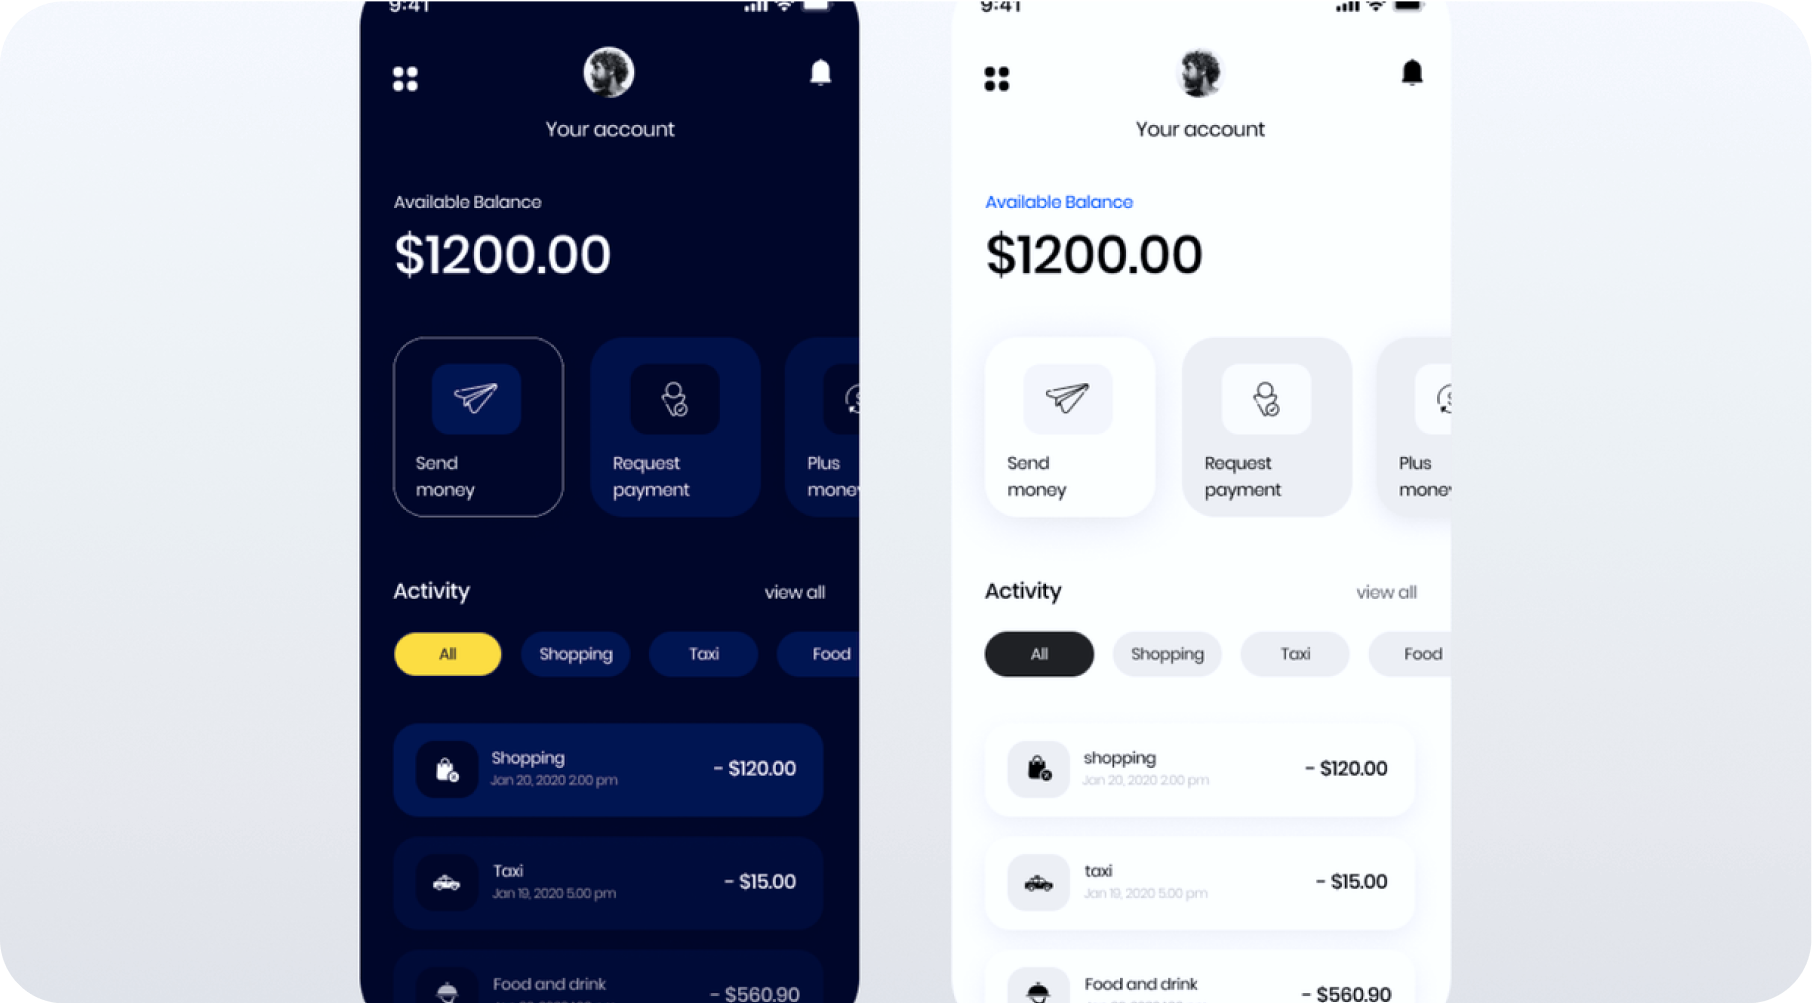 9:41
Your account
Available Balance
$1200.00
Send
money
Request
payment
Plus
money
Activity
view all
All
Shopping
Taxi
Food
Shopping
Jan 20, 2020 2.00 pm
- $120.00
Taxi
Jan 19, 2020 5.00 pm
- $15.00
Food and drink
- $560.90
9:41
Your account
Available Balance
$1200.00
Send
money
Request
payment
Plus
money
Activity
view all
All
Shopping
Taxi
Food
shopping
Jan 20, 2020 2.00 pm
- $120.00
taxi
Jan 19, 2020 5.00 pm
- $15.00
Food and drink
- $560.90